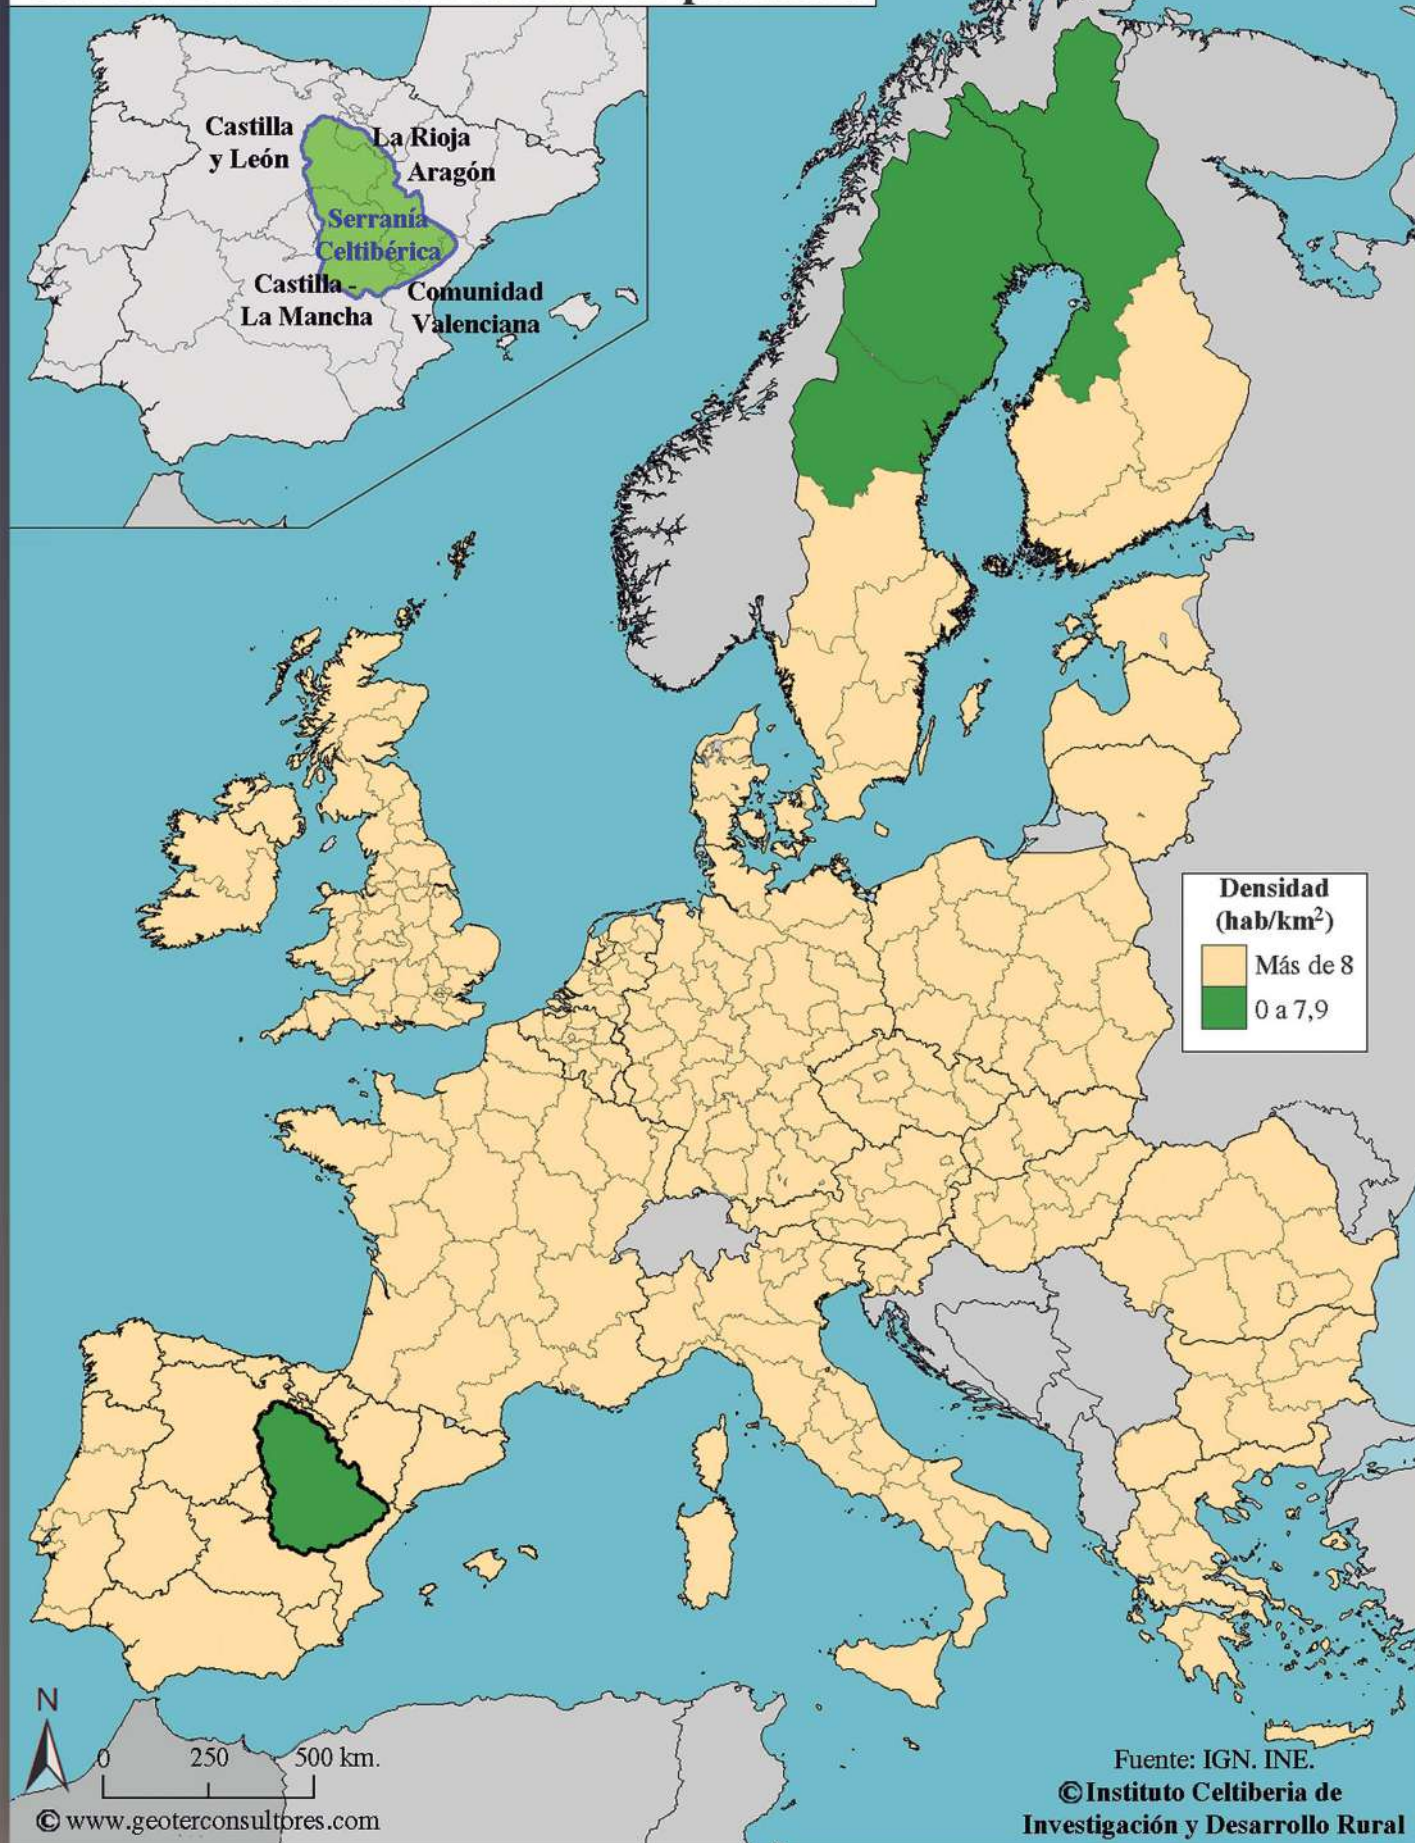 Castilla
y León
La Rioja
Aragón
Serranía
Celtibérica
Castilla -
La Mancha
Comunidad
Valenciana
Densidad
(hab/km²)
Más de 8
0 a 7,9
N
0 250 500 km.
© www.geoterconsultores.com
Fuente: IGN. INE.
© Instituto Celtiberia de
Investigación y Desarrollo Rural